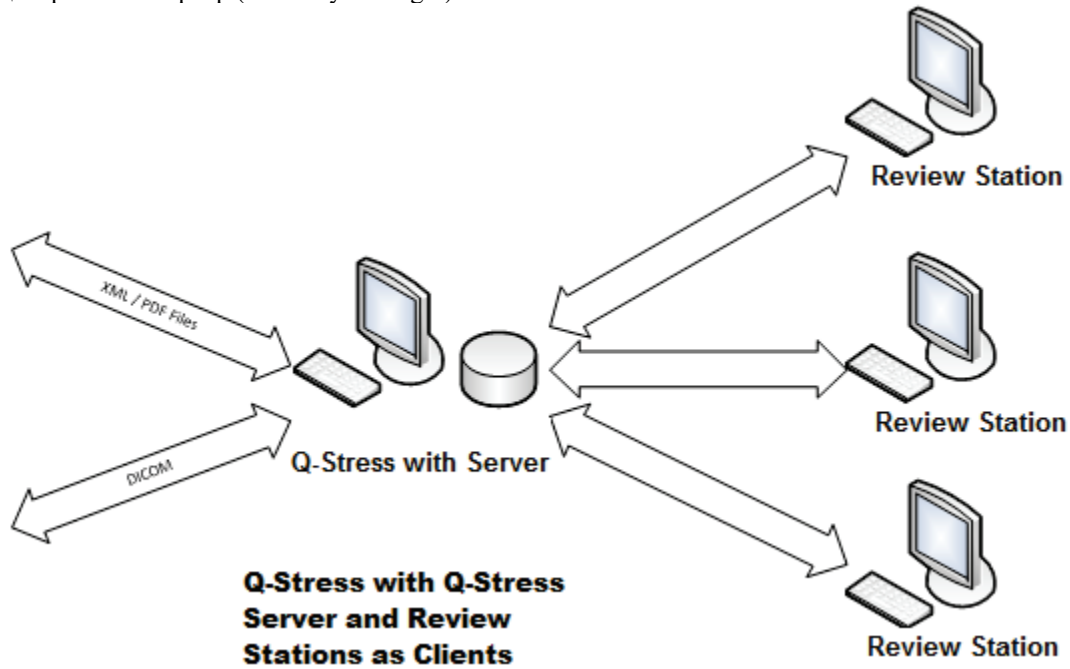 Review Station
XML / PDF Files
Review Station
Q-Stress with Server
DICOM
Q-Stress with Q-Stress
Server and Review
Stations as Clients
Review Station